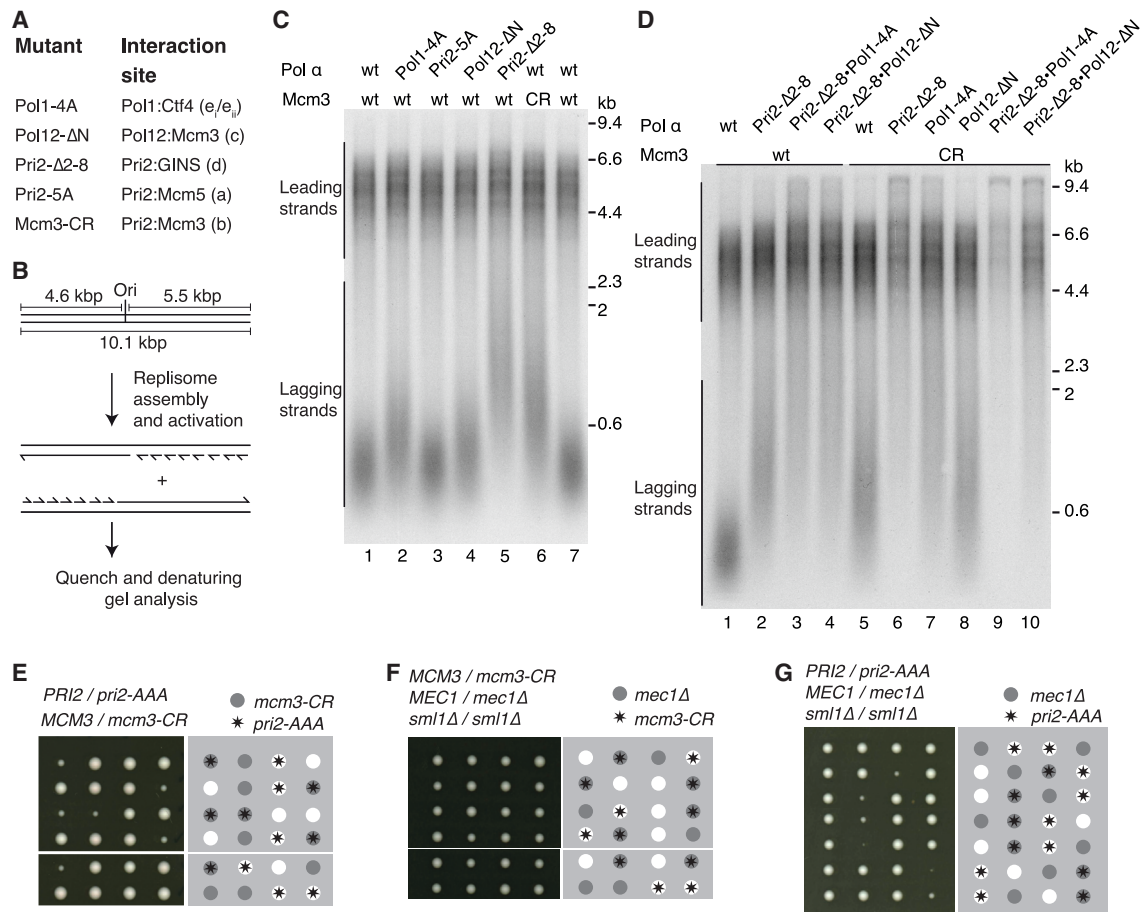 A
Mutant Interaction site
Pol1-4A Pol1:Ctf4 (ei/eii)
Pol12-ΔN Pol12:Mcm3 (c)
Pri2-Δ2-8 Pri2:GINS (d)
Pri2-5A Pri2:Mcm5 (a)
Mcm3-CR Pri2:Mcm3 (b)
B
Ori
4.6 kbp 5.5 kbp
10.1 kbp
Replisome
assembly
and activation
+
Quench and denaturing
gel analysis
C
Pol α wt Pol1-4A Pri2-5A Pol12-ΔN Pri2-Δ2-8 wt wt
Mcm3 wt wt wt wt wt CR wt
kb
9.4
6.6
4.4
2.3
2
0.6
Leading
strands
Lagging
strands
1 2 3 4 5 6 7
D
Pol α wt Pri2-Δ2-8 Pri2-Δ2-8•Pol1-4A Pri2-Δ2-8•Pol12-ΔN wt Pri2-Δ2-8 Pol1-4A Pol12-ΔN Pri2-Δ2-8•Pol1-4A Pri2-Δ2-8•Pol12-ΔN
Mcm3 wt CR
kb
9.4
6.6
4.4
2.3
2
0.6
Leading
strands
Lagging
strands
1 2 3 4 5 6 7 8 9 10
E
PRI2 / pri2-AAA
MCM3 / mcm3-CR
mcm3-CR
pri2-AAA
F
MCM3 / mcm3-CR
MEC1 / mec1Δ
sml1Δ / sml1Δ
mec1Δ
mcm3-CR
G
PRI2 / pri2-AAA
MEC1 / mec1Δ
sml1Δ / sml1Δ
mec1Δ
pri2-AAA